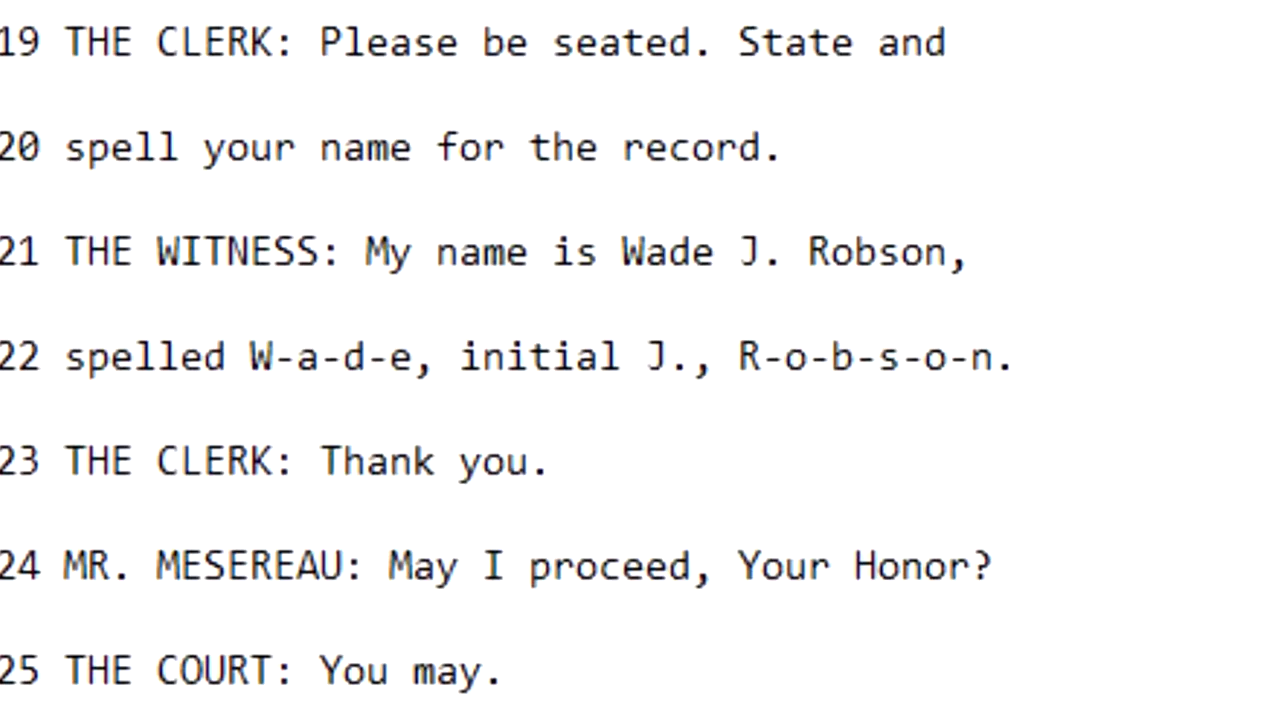 19 THE CLERK: Please be seated. State and
20 spell your name for the record.
21 THE WITNESS: My name is Wade J. Robson,
22 spelled W-a-d-e, initial J., R-o-b-s-o-n.
23 THE CLERK: Thank you.
24 MR. MESEREAU: May I proceed, Your Honor?
25 THE COURT: You may.